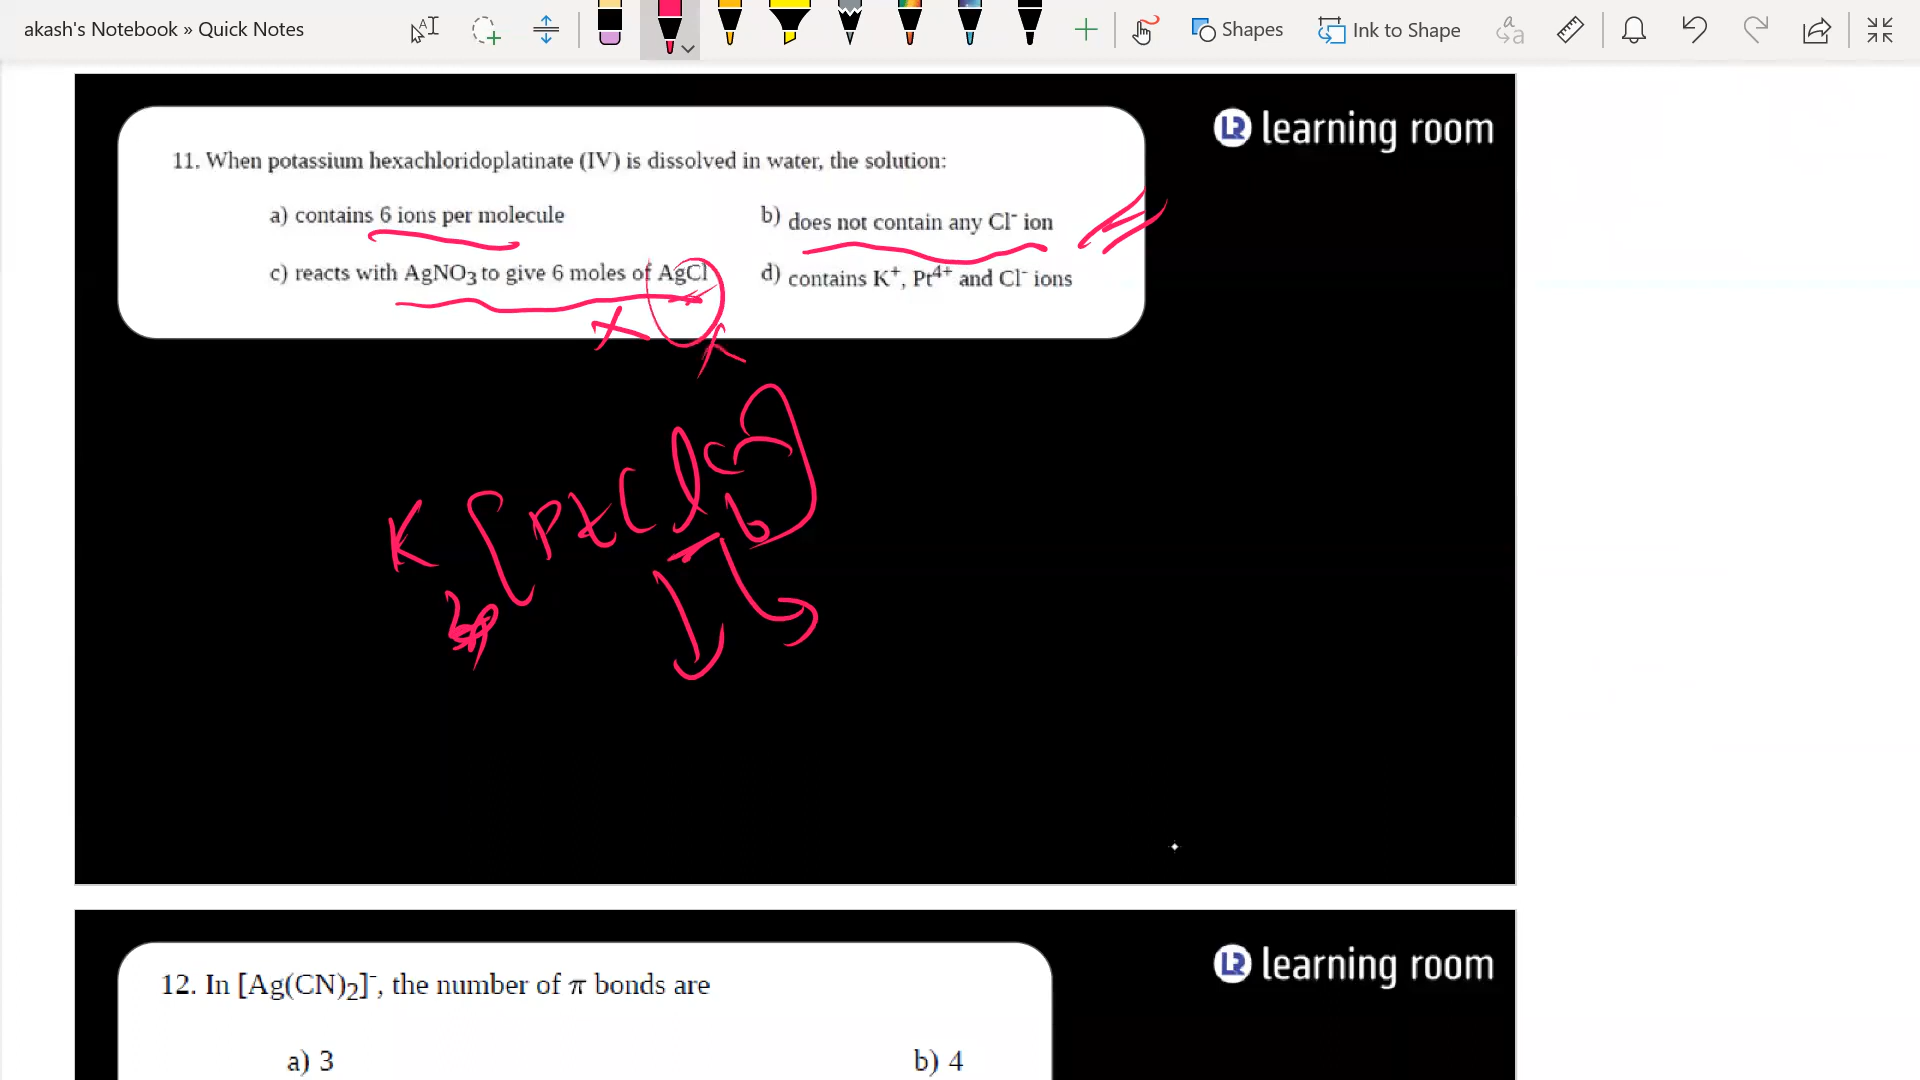 akash's Notebook » Quick Notes
Shapes
Ink to Shape
learning room
11. When potassium hexachloridoplatinate (IV) is dissolved in water, the solution:
a) contains 6 ions per molecule
b) does not contain any Cl⁻ ion
c) reacts with AgNO₃ to give 6 moles of AgCl
d) contains K⁺, Pt⁴⁺ and Cl⁻ ions
K [PtCl6]
learning room
12. In [Ag(CN)₂]⁻, the number of π bonds are
a) 3
b) 4